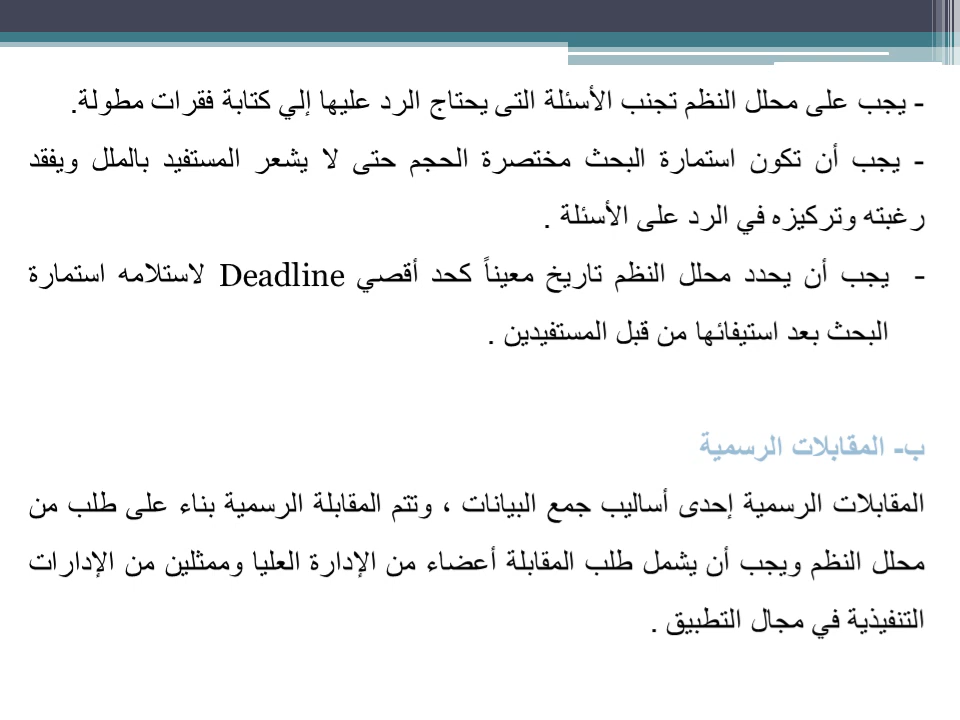 - يجب على محلل النظم تجنب الأسئلة التى يحتاج الرد عليها إلي كتابة فقرات مطولة.
- يجب أن تكون استمارة البحث مختصرة الحجم حتى لا يشعر المستفيد بالملل ويفقد
رغبته وتركيزه في الرد على الأسئلة .
- يجب أن يحدد محلل النظم تاريخ معيناً كحد أقصي Deadline لاستلامه استمارة
البحث بعد استيفائها من قبل المستفيدين .
ب- المقابلات الرسمية
المقابلات الرسمية إحدى أساليب جمع البيانات ، وتتم المقابلة الرسمية بناء على طلب من
محلل النظم ويجب أن يشمل طلب المقابلة أعضاء من الإدارة العليا وممثلين من الإدارات
التنفيذية في مجال التطبيق .